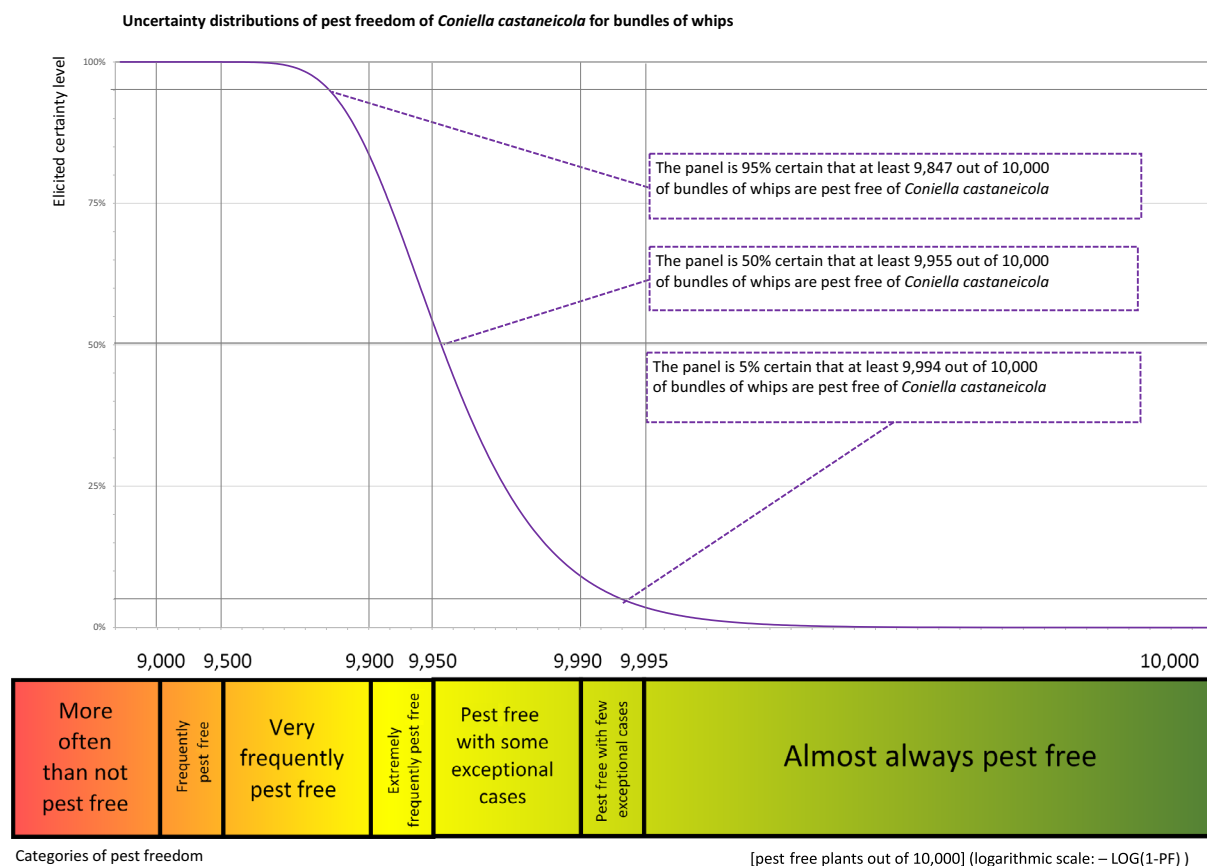 Uncertainty distributions of pest freedom of Coniella castaneicola for bundles of whips
Elicited certainty level
100%
75%
50%
25%
0%
The panel is 95% certain that at least 9,847 out of 10,000
of bundles of whips are pest free of Coniella castaneicola
The panel is 50% certain that at least 9,955 out of 10,000
of bundles of whips are pest free of Coniella castaneicola
The panel is 5% certain that at least 9,994 out of 10,000
of bundles of whips are pest free of Coniella castaneicola
9,000 9,500 9,900 9,950 9,990 9,995 10,000
More
often
than not
pest free
Frequently
pest free
Very
frequently
pest free
Extremely
frequently pest free
Pest free
with some
exceptional
cases
Pest free with few
exceptional cases
Almost always pest free
Categories of pest freedom
[pest free plants out of 10,000] (logarithmic scale: – LOG(1-PF) )